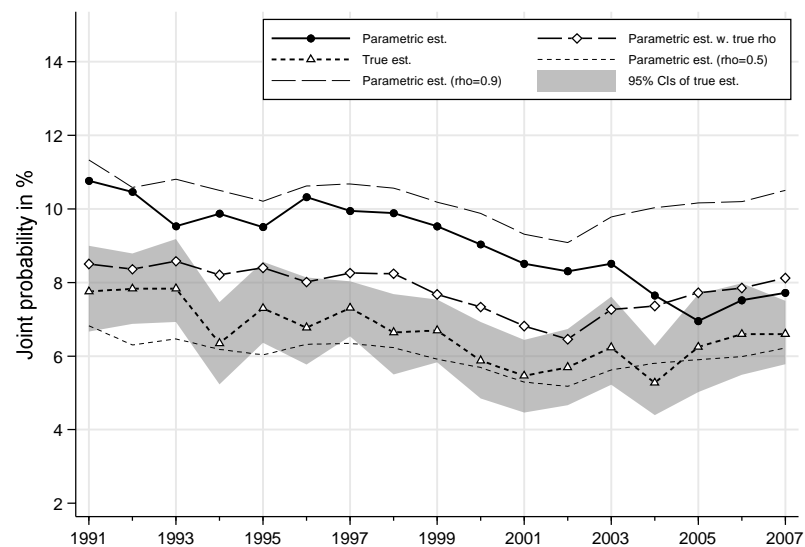 Parametric est.
True est.
Parametric est. (rho=0.9)
Parametric est. w. true rho
Parametric est. (rho=0.5)
95% CIs of true est.
Joint probability in %
14
12
10
8
6
4
2
1991 1993 1995 1997 1999 2001 2003 2005 2007